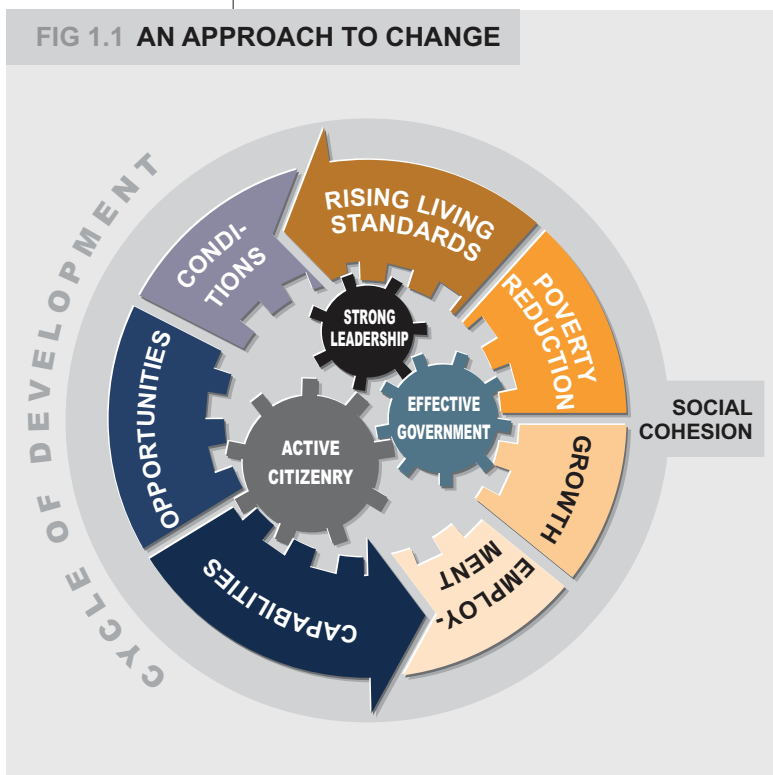 FIG 1.1 AN APPROACH TO CHANGE
CYCLE OF DEVELOPMENT
RISING LIVING
STANDARDS
POVERTY
REDUCTION
GROWTH
EMPLOY-
MENT
CAPABILITIES
OPPORTUNITIES
CONDI-
TIONS
STRONG
LEADERSHIP
EFFECTIVE
GOVERNMENT
ACTIVE
CITIZENRY
SOCIAL
COHESION